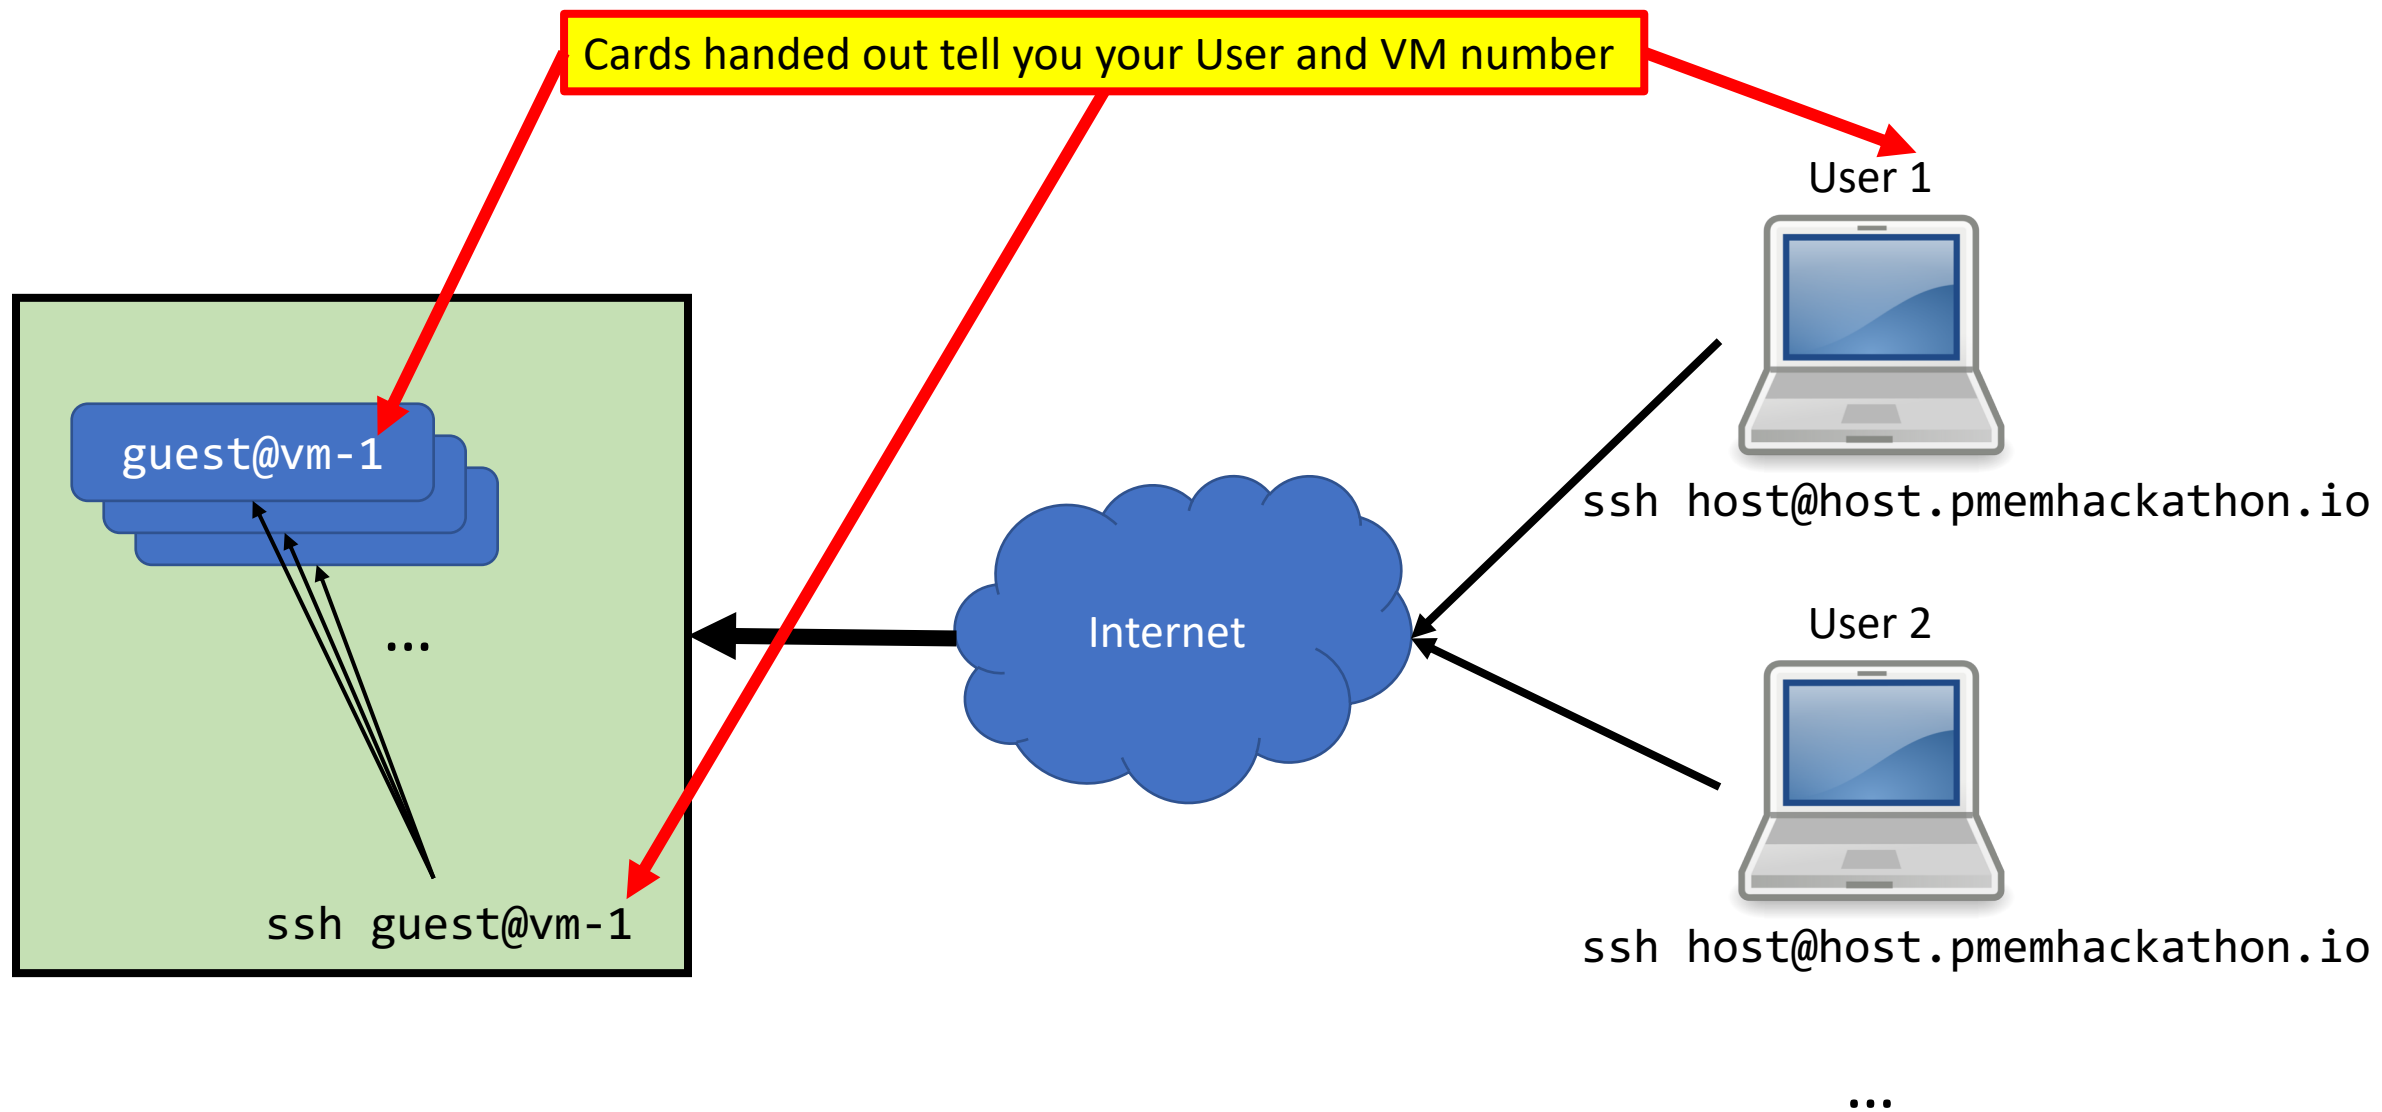 Cards handed out tell you your User and VM number
User 1
guest@vm-1
ssh host@host.pmemhackathon.io
Internet
User 2
...
ssh guest@vm-1
ssh host@host.pmemhackathon.io
...